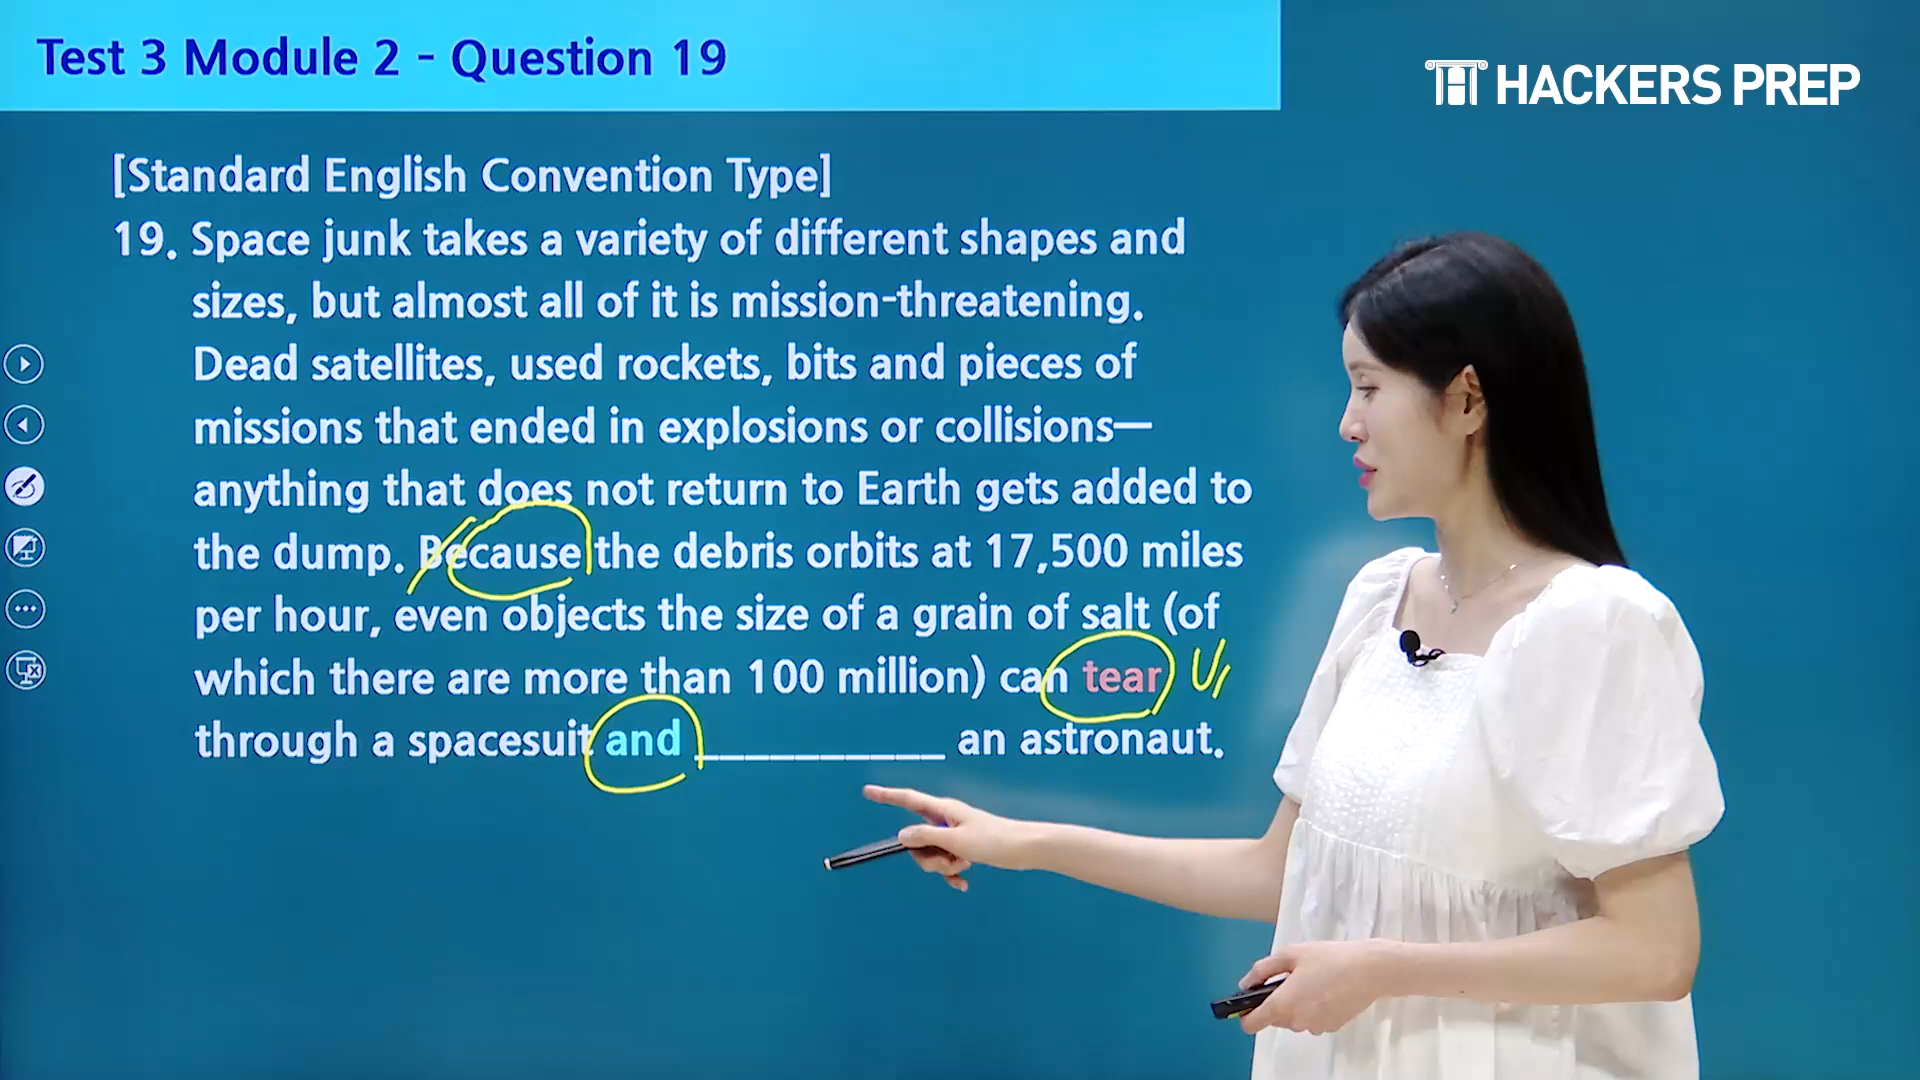 Test 3 Module 2 - Question 19
HACKERS PREP
[Standard English Convention Type]
19. Space junk takes a variety of different shapes and
sizes, but almost all of it is mission-threatening.
Dead satellites, used rockets, bits and pieces of
missions that ended in explosions or collisions—
anything that does not return to Earth gets added to
the dump. Because the debris orbits at 17,500 miles
per hour, even objects the size of a grain of salt (of
which there are more than 100 million) can tear
through a spacesuit and ___________ an astronaut.